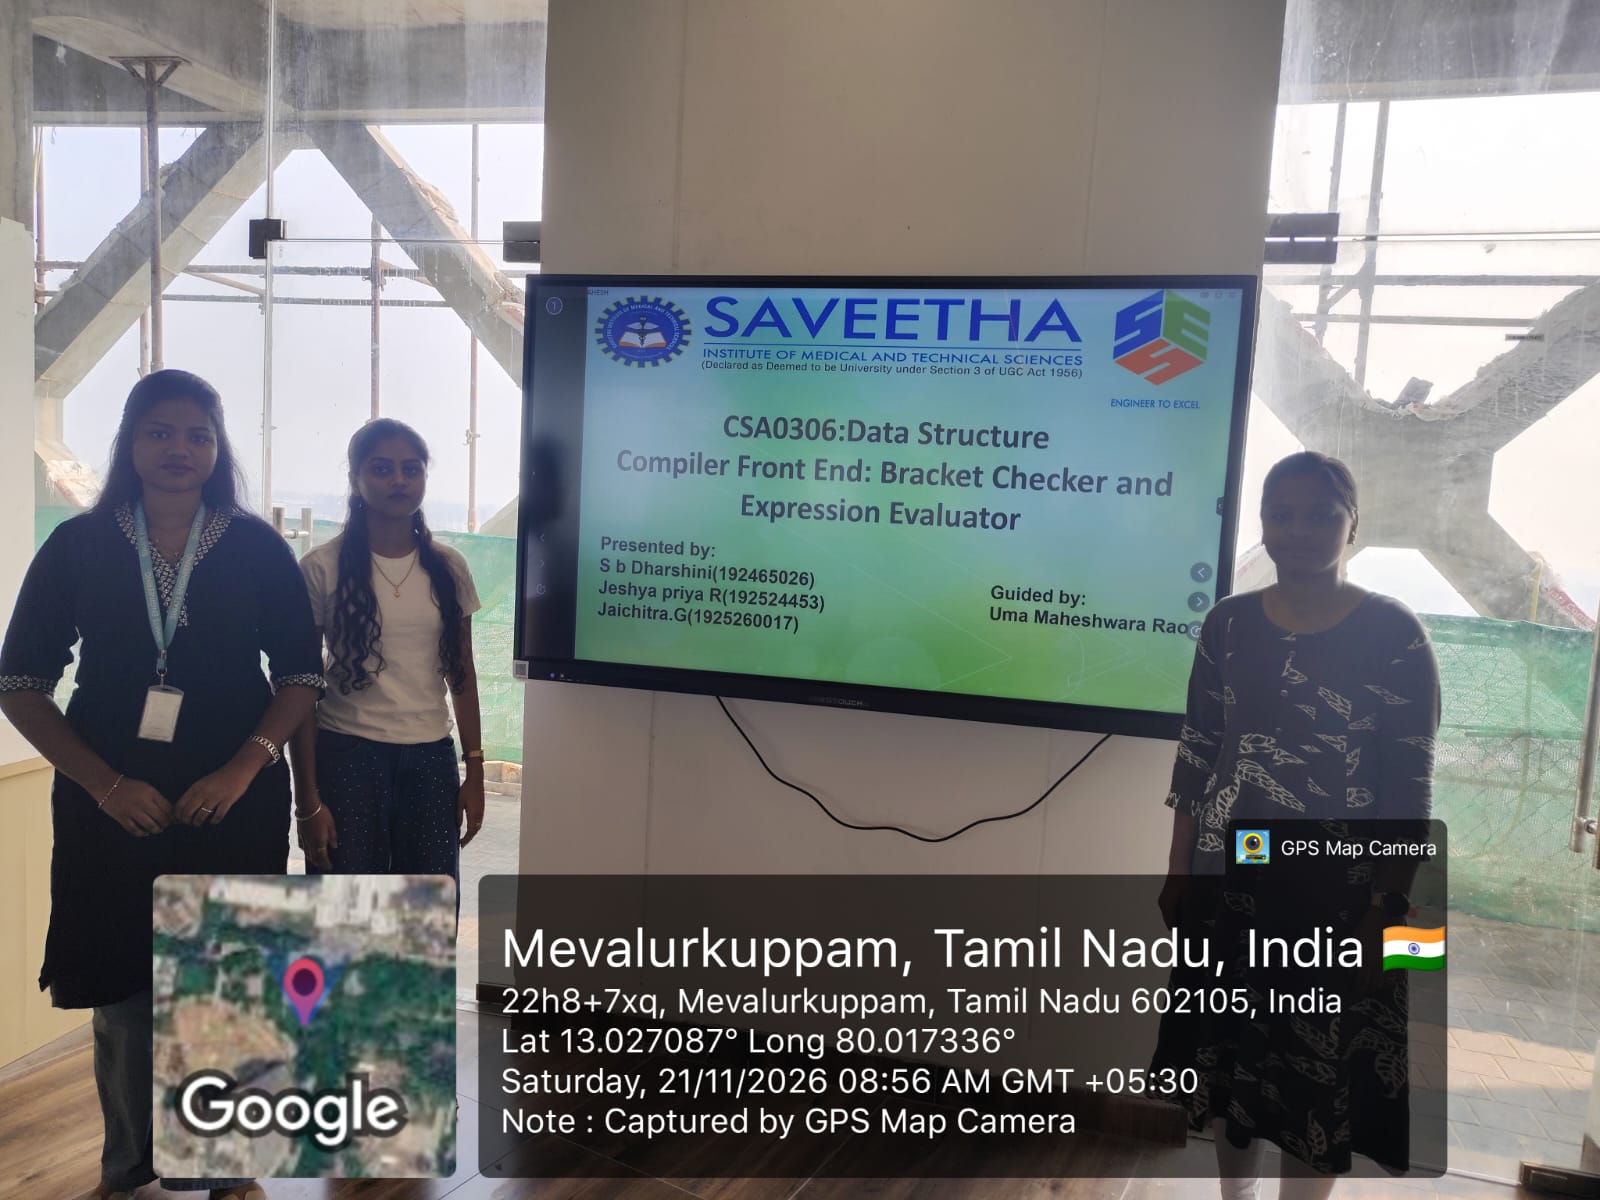 SAVEETHA
INSTITUTE OF MEDICAL AND TECHNICAL SCIENCES
(Declared as Deemed to be University under Section 3 of UGC Act 1956)
SES
ENGINEER TO EXCEL
CSA0306:Data Structure
Compiler Front End: Bracket Checker and
Expression Evaluator
Presented by:
S b Dharshini(192465026)
Jeshya priya R(192524453)
Jaichitra.G(1925260017)
Guided by:
Uma Maheshwara Rao
GPS Map Camera
Mevalurkuppam, Tamil Nadu, India
22h8+7xq, Mevalurkuppam, Tamil Nadu 602105, India
Lat 13.027087° Long 80.017336°
Saturday, 21/11/2026 08:56 AM GMT +05:30
Note : Captured by GPS Map Camera
Google